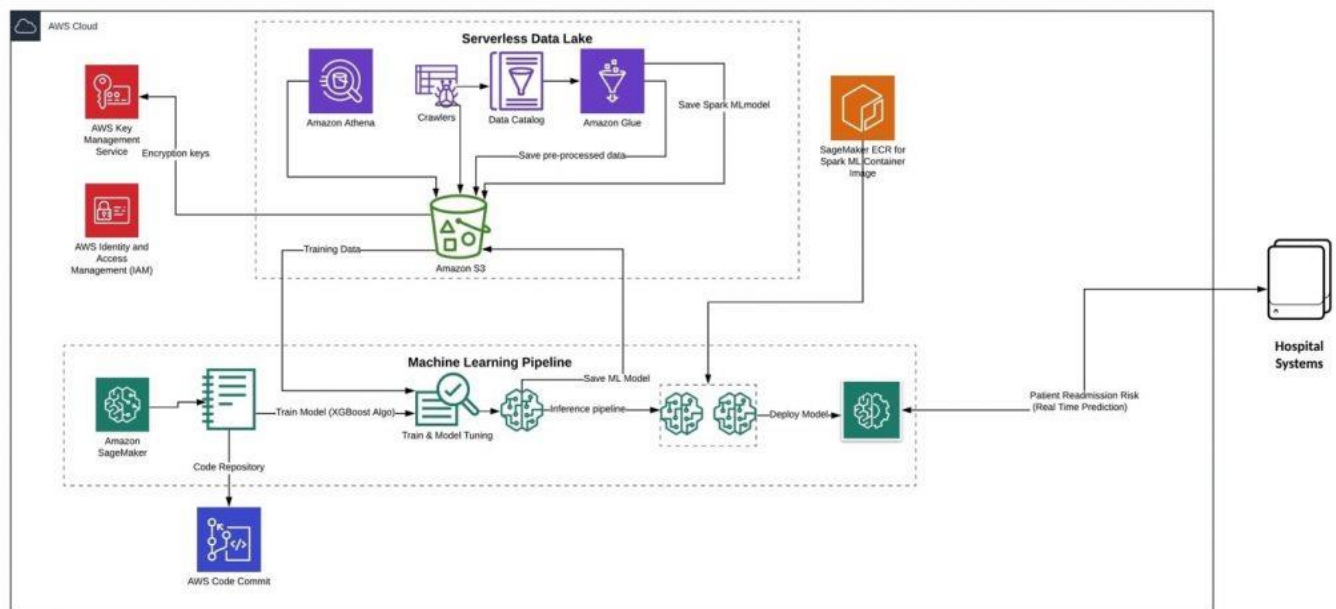 AWS Cloud
Serverless Data Lake
Amazon Athena
Crawlers
Data Catalog
Amazon Glue
Save Spark MLmodel
Save pre-processed data
AWS Key
Management
Service
Encryption keys
AWS Identity and
Access
Management (IAM)
SageMaker ECR for
Spark ML Container
Image
Training Data
Amazon S3
Hospital
Systems
Machine Learning Pipeline
Save ML Model
Amazon
SageMaker
Train Model (XGBoost Algo)
Train & Model Tuning
Inference pipeline
Deploy Model
Patient Readmission Risk
(Real Time Prediction)
Code Repository
AWS Code Commit